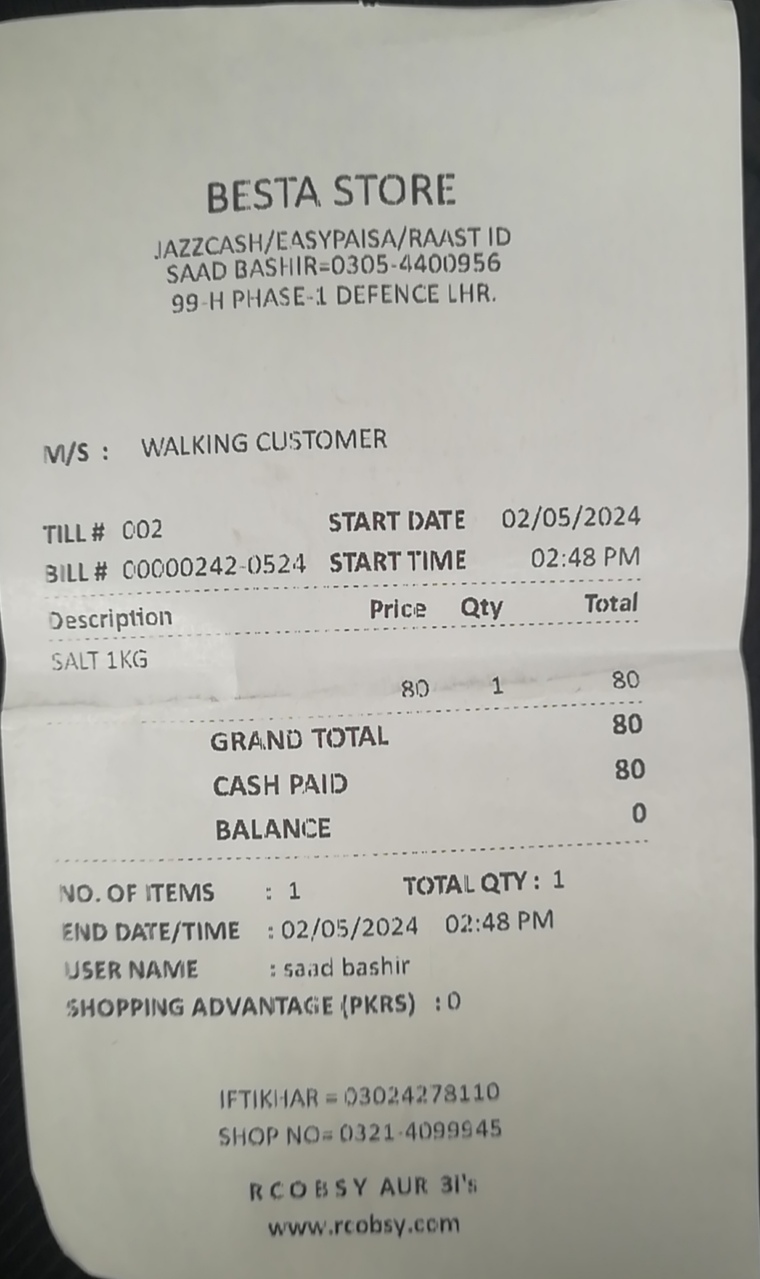 BESTA STORE
JAZZCASH/EASYPAISA/RAAST ID
SAAD BASHIR=0305-4400956
99-H PHASE-1 DEFENCE LHR.
M/S : WALKING CUSTOMER
TILL # 002 START DATE 02/05/2024
BILL # 00000242-0524 START TIME 02:48 PM
Description Price Qty Total
SALT 1KG
80 1 80
GRAND TOTAL 80
CASH PAID 80
BALANCE 0
NO. OF ITEMS : 1 TOTAL QTY : 1
END DATE/TIME : 02/05/2024 02:48 PM
USER NAME : saad bashir
SHOPPING ADVANTAGE (PKRS) : 0
IFTIKHAR = 03024278110
SHOP NO= 0321-4099945
R C O B S Y AUR 3i's
www.rcobsy.com